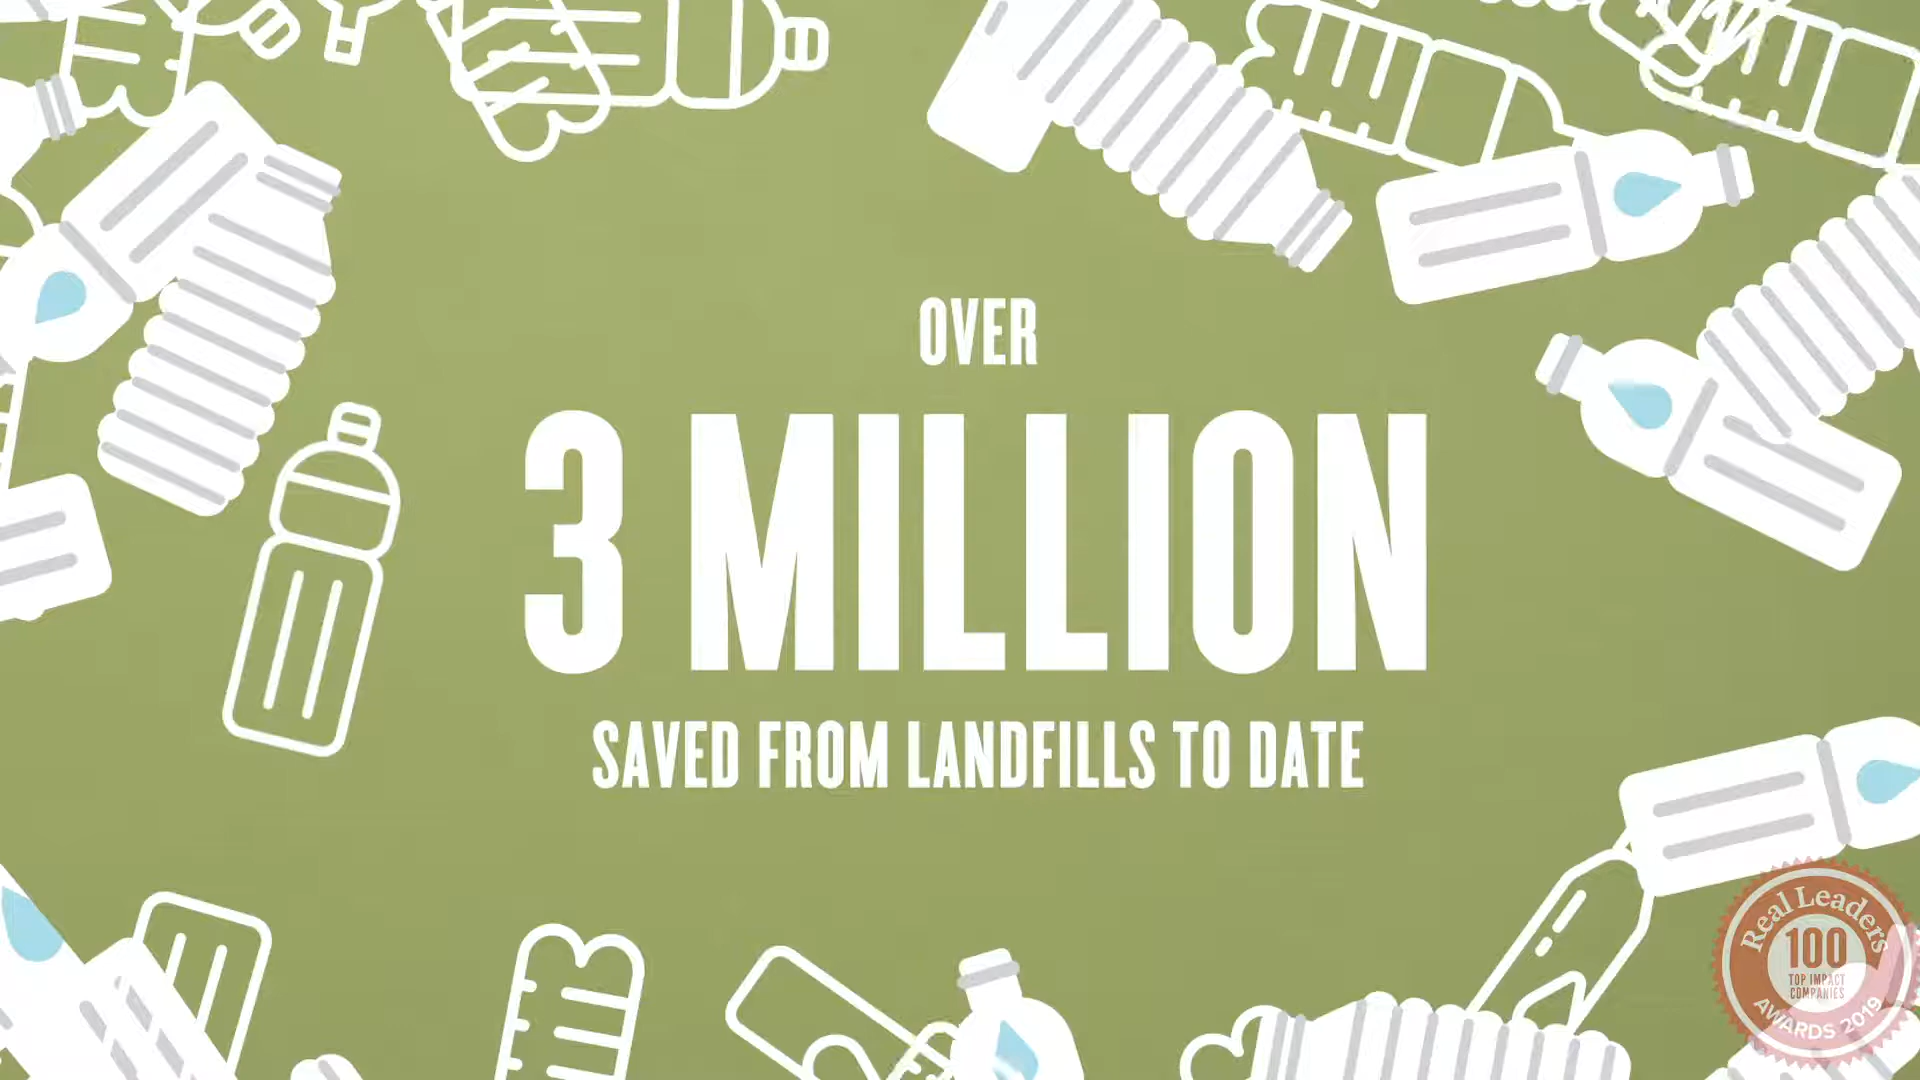 OVER
3 MILLION
SAVED FROM LANDFILLS TO DATE
Real Leaders
100
TOP IMPACT
COMPANIES
AWARDS 2019